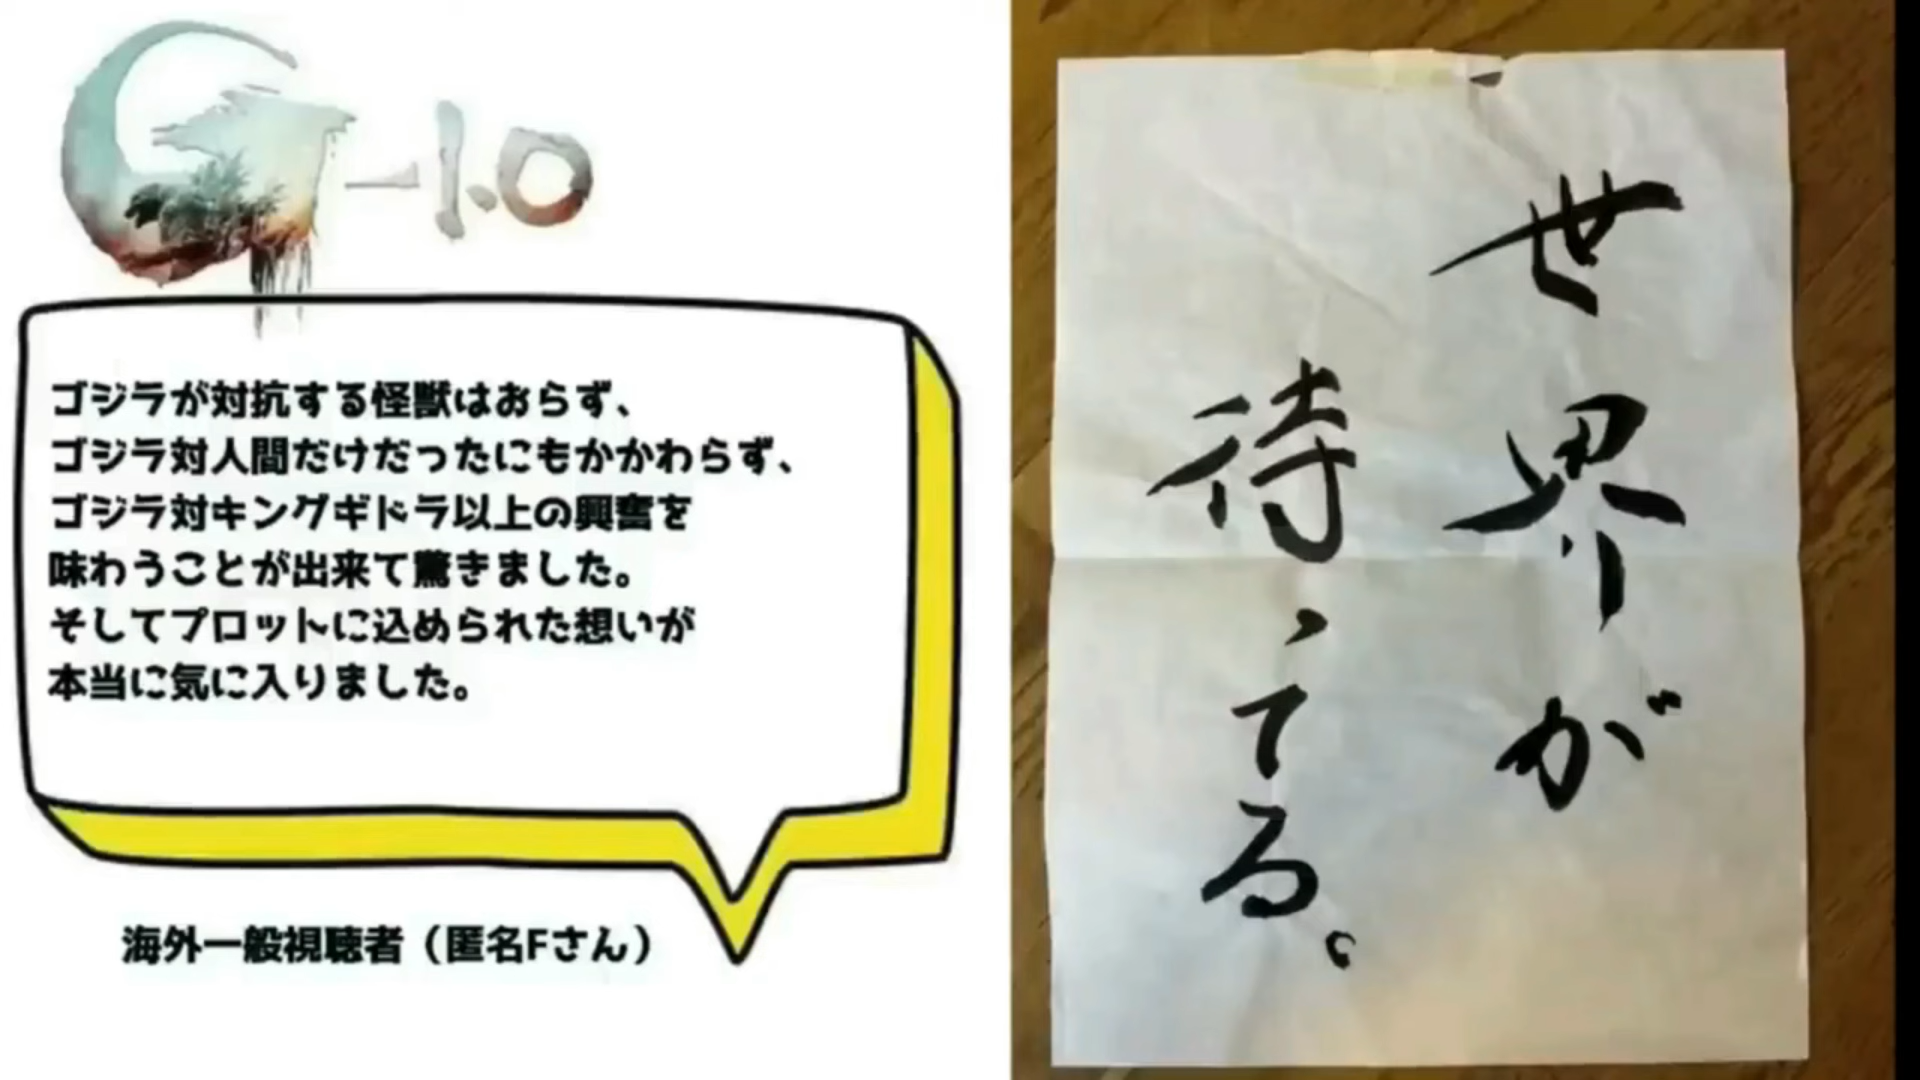 G-1.0
ゴジラが対抗する怪獣はおらず、
ゴジラ対人間だけだったにもかかわらず、
ゴジラ対キングギドラ以上の興奮を
味わうことが出来て驚きました。
そしてプロットに込められた想いが
本当に気に入りました。
海外一般視聴者（匿名Fさん）
世界が
待ってる。